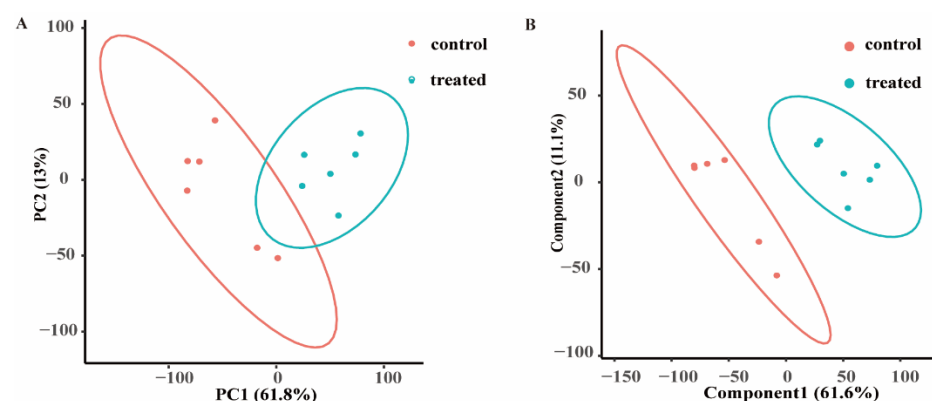 A
100
50
0
−50
−100
PC2 (13%)
−100
0
100
PC1 (61.8%)
control
treated
B
50
0
−50
−100
Component2 (11.1%)
−150
−100
−50
0
50
100
Component1 (61.6%)
control
treated